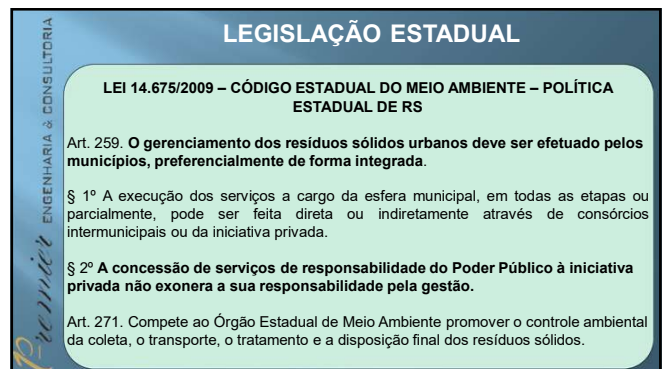 LEGISLAÇÃO ESTADUAL
LEI 14.675/2009 – CÓDIGO ESTADUAL DO MEIO AMBIENTE – POLÍTICA
ESTADUAL DE RS
Art. 259. O gerenciamento dos resíduos sólidos urbanos deve ser efetuado pelos
municípios, preferencialmente de forma integrada.
§ 1º A execução dos serviços a cargo da esfera municipal, em todas as etapas ou
parcialmente, pode ser feita direta ou indiretamente através de consórcios
intermunicipais ou da iniciativa privada.
§ 2º A concessão de serviços de responsabilidade do Poder Público à iniciativa
privada não exonera a sua responsabilidade pela gestão.
Art. 271. Compete ao Órgão Estadual de Meio Ambiente promover o controle ambiental
da coleta, o transporte, o tratamento e a disposição final dos resíduos sólidos.
Premier ENGENHARIA & CONSULTORIA